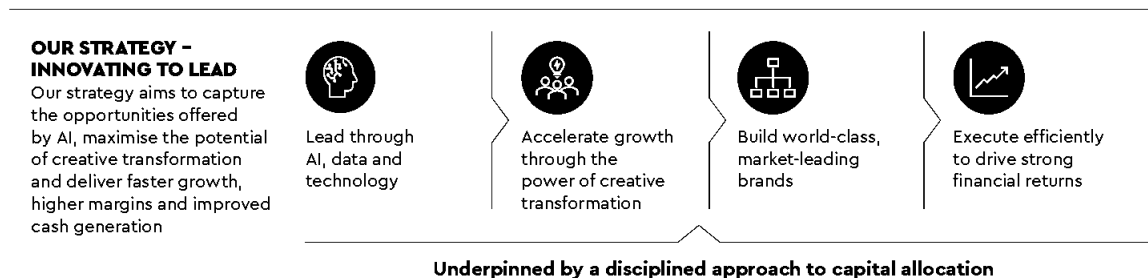 OUR STRATEGY –
INNOVATING TO LEAD
Our strategy aims to capture
the opportunities offered
by AI, maximise the potential
of creative transformation
and deliver faster growth,
higher margins and improved
cash generation
Lead through
AI, data and
technology
Accelerate growth
through the
power of creative
transformation
Build world-class,
market-leading
brands
Execute efficiently
to drive strong
financial returns
Underpinned by a disciplined approach to capital allocation